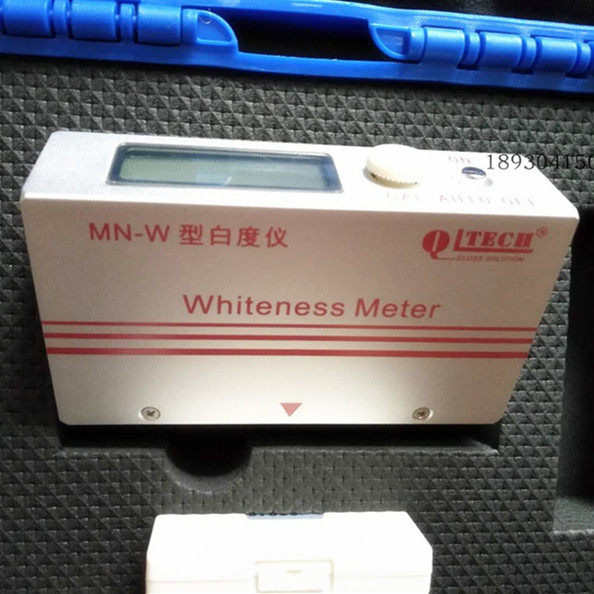 ON
18930415
CAL AUTO OFF
MN-W 型白度仪
QLTECH®
GLOSS SOLUTION
Whiteness Meter